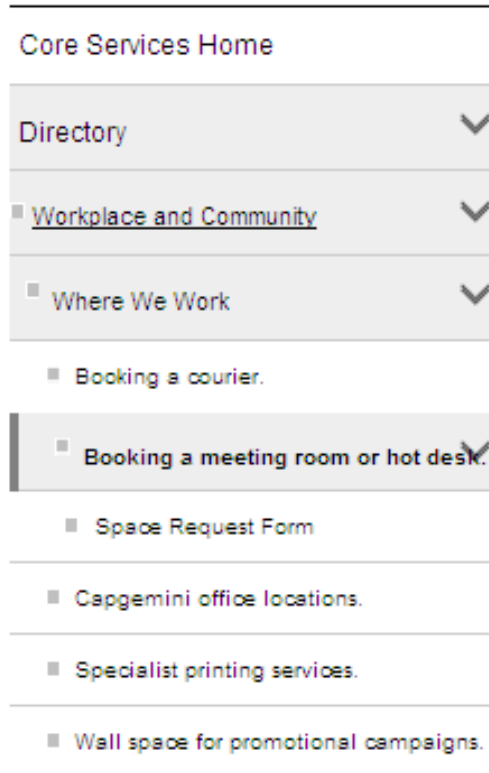 Core Services Home
Directory
Workplace and Community
Where We Work
Booking a courier.
Booking a meeting room or hot desk.
Space Request Form
Capgemini office locations.
Specialist printing services.
Wall space for promotional campaigns.